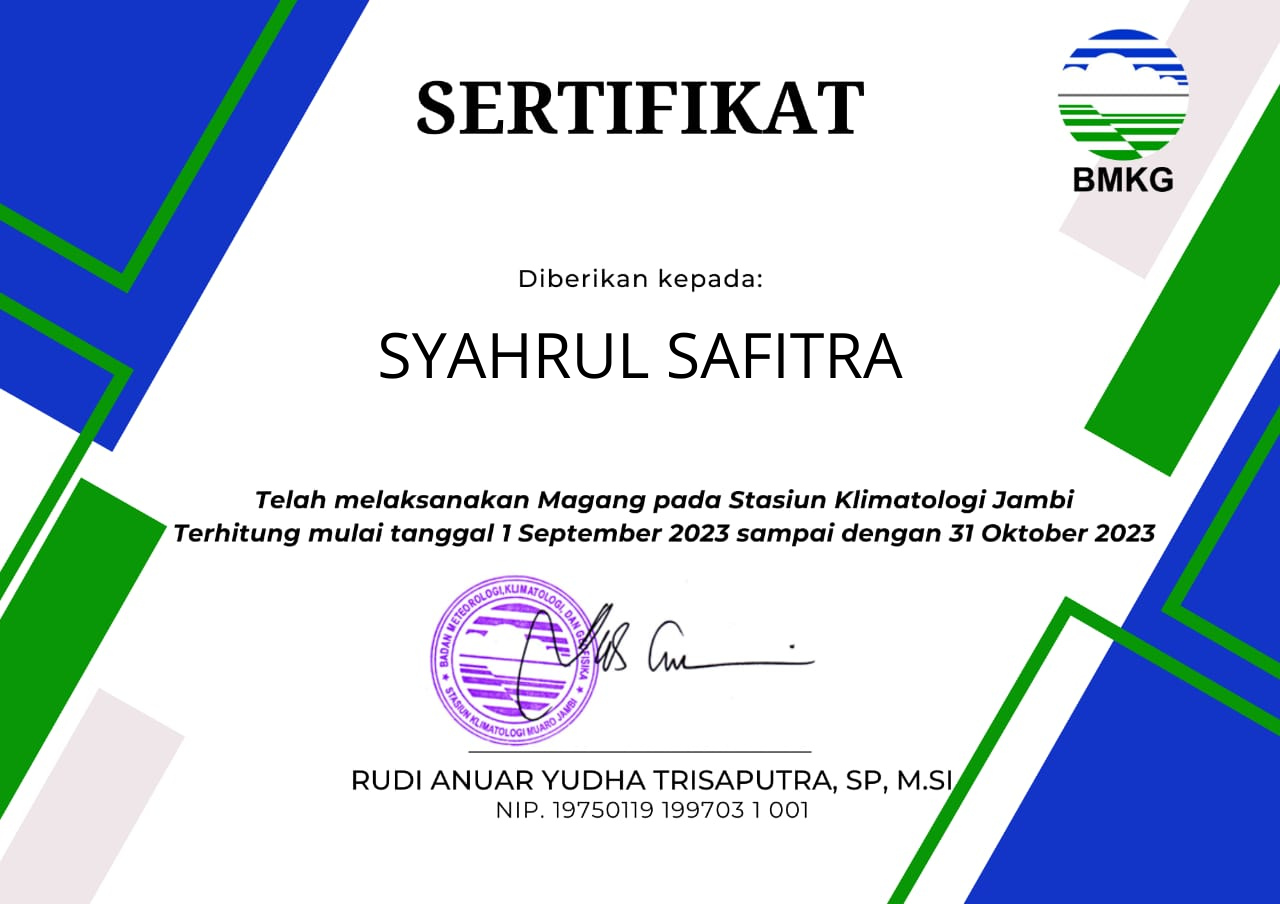 SERTIFIKAT
BMKG
Diberikan kepada:
SYAHRUL SAFITRA
Telah melaksanakan Magang pada Stasiun Klimatologi Jambi
Terhitung mulai tanggal 1 September 2023 sampai dengan 31 Oktober 2023
BADAN METEOROLOGI,KLIMATOLOGI, DAN GEOFISIKA
STASIUN KLIMATOLOGI MUARO JAMBI
RUDI ANUAR YUDHA TRISAPUTRA, SP, M.SI
NIP. 19750119 199703 1 001